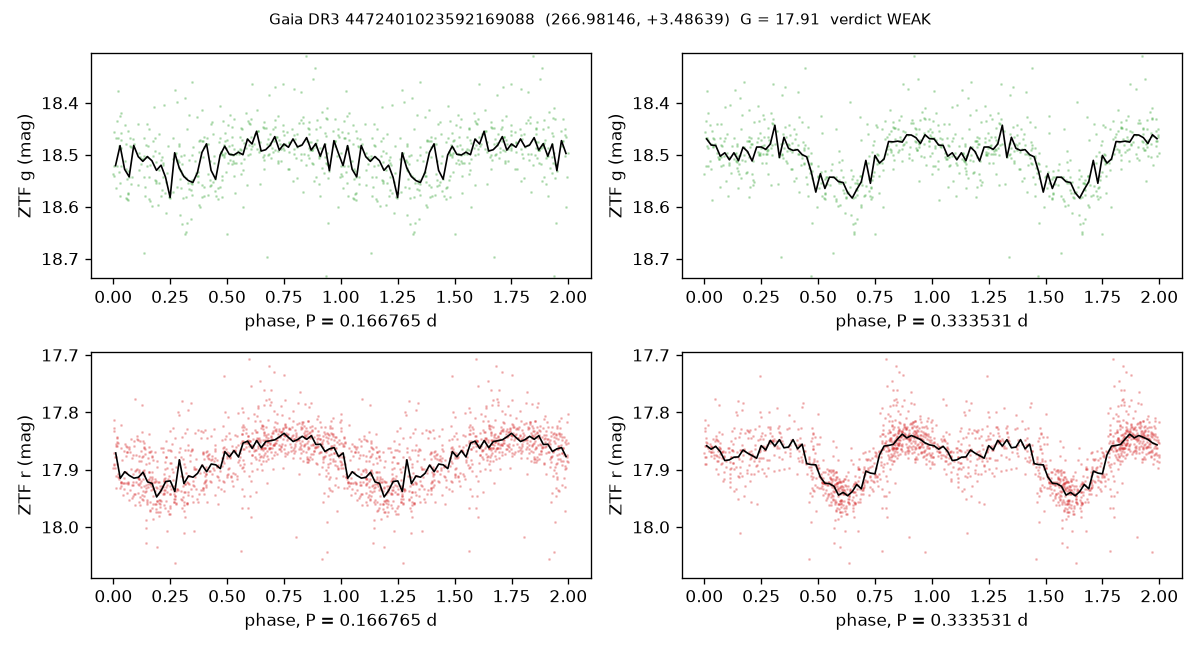 Gaia DR3 4472401023592169088  (266.98146, +3.48639)  G = 17.91  verdict WEAK
ZTF g (mag)
18.4
18.5
18.6
18.7
0.00 0.25 0.50 0.75 1.00 1.25 1.50 1.75 2.00
phase, P = 0.166765 d
ZTF g (mag)
18.4
18.5
18.6
18.7
0.00 0.25 0.50 0.75 1.00 1.25 1.50 1.75 2.00
phase, P = 0.333531 d
ZTF r (mag)
17.7
17.8
17.9
18.0
0.00 0.25 0.50 0.75 1.00 1.25 1.50 1.75 2.00
phase, P = 0.166765 d
ZTF r (mag)
17.7
17.8
17.9
18.0
0.00 0.25 0.50 0.75 1.00 1.25 1.50 1.75 2.00
phase, P = 0.333531 d